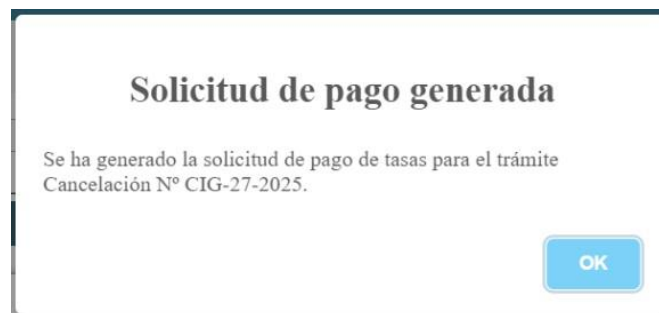 Solicitud de pago generada
Se ha generado la solicitud de pago de tasas para el trámite
Cancelación Nº CIG-27-2025.
OK